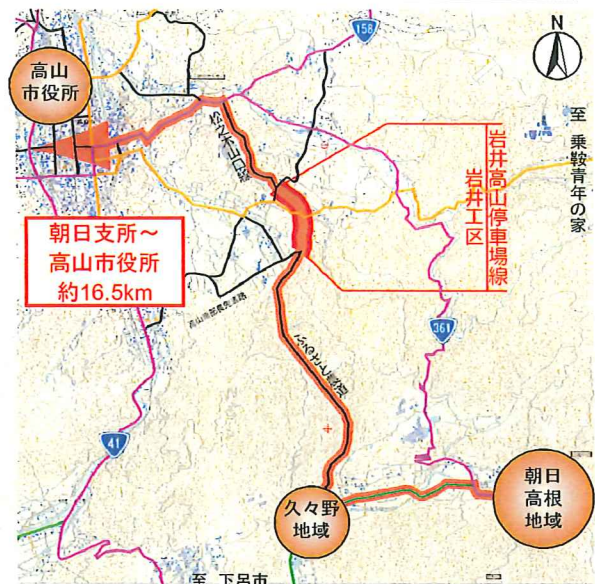 158
N
高山
市役所
至 乗鞍青年の家
岩井高山停車場線
岩井工区
朝日支所～
高山市役所
約16.5km
361
41
久々野
地域
朝日
高根
地域
至 下呂市